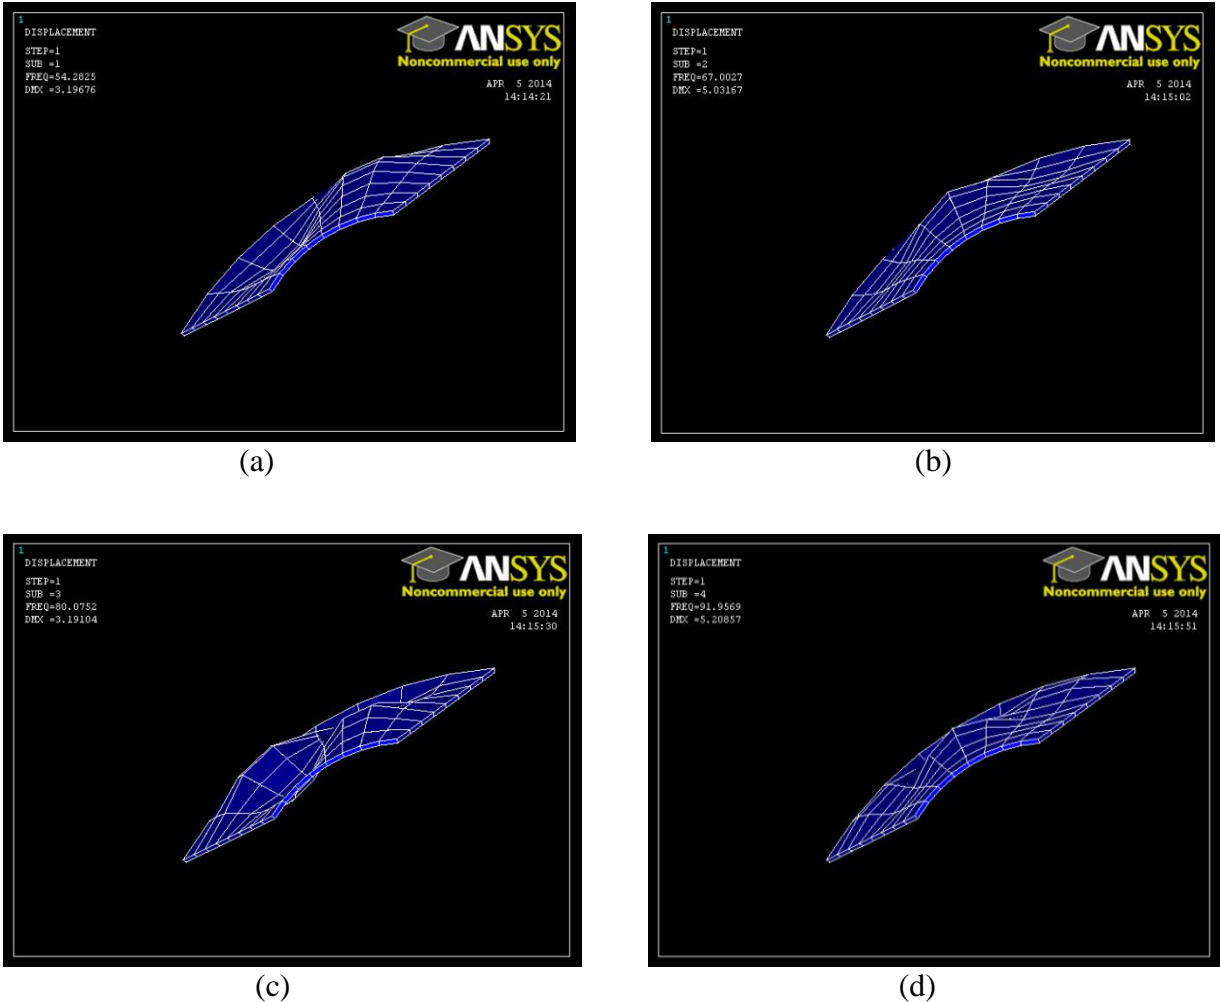 1
DISPLACEMENT
STEP=1
SUB =1
FREQ=54.2825
DMX =3.19676
ANSYS
Noncommercial use only
APR 5 2014
14:14:21
(a)
1
DISPLACEMENT
STEP=1
SUB =2
FREQ=67.0027
DMX =5.03167
ANSYS
Noncommercial use only
APR 5 2014
14:15:02
(b)
1
DISPLACEMENT
STEP=1
SUB =3
FREQ=80.0752
DMX =3.19104
ANSYS
Noncommercial use only
APR 5 2014
14:15:30
(c)
1
DISPLACEMENT
STEP=1
SUB =4
FREQ=91.9569
DMX =5.20857
ANSYS
Noncommercial use only
APR 5 2014
14:15:51
(d)